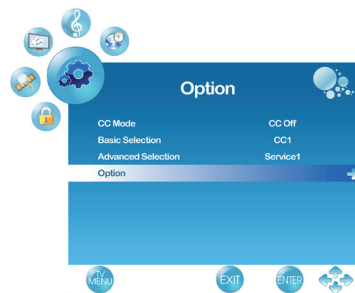 Option
CC Mode CC Off
Basic Selection CC1
Advanced Selection Service1
Option
TV MENU EXIT ENTER